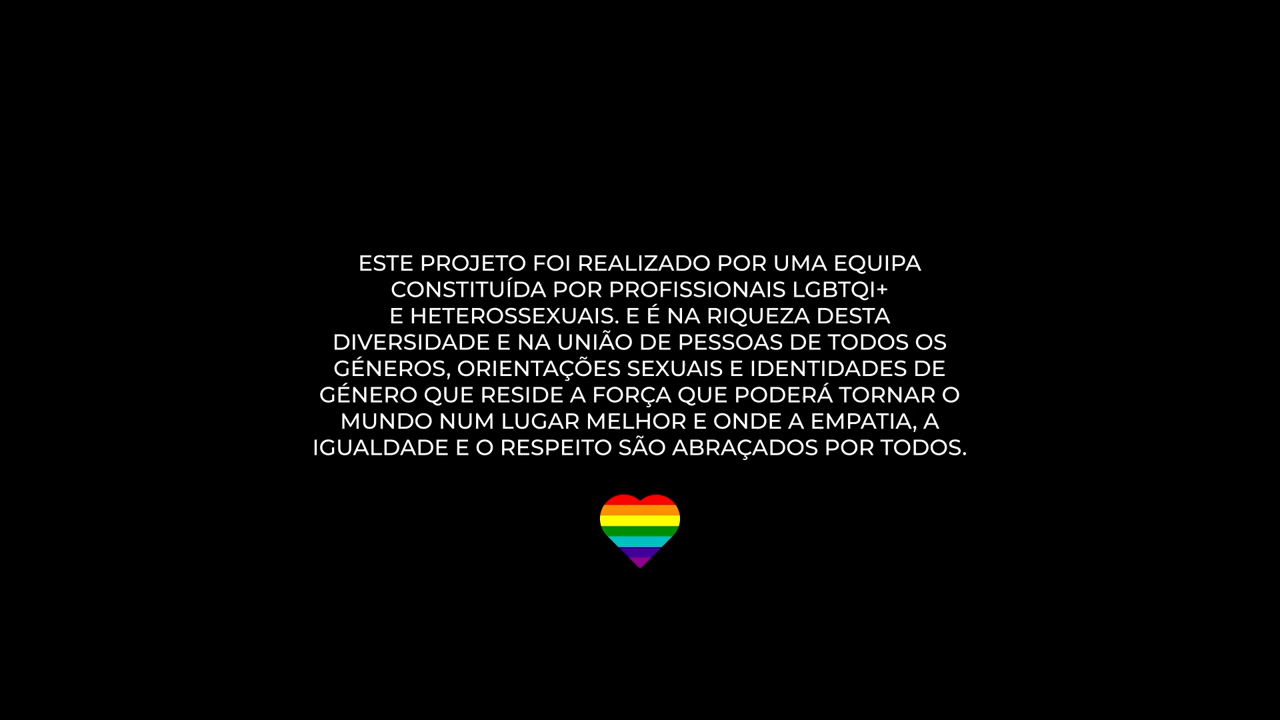 ESTE PROJETO FOI REALIZADO POR UMA EQUIPA
CONSTITUÍDA POR PROFISSIONAIS LGBTQI+
E HETEROSSEXUAIS. E É NA RIQUEZA DESTA
DIVERSIDADE E NA UNIÃO DE PESSOAS DE TODOS OS
GÉNEROS, ORIENTAÇÕES SEXUAIS E IDENTIDADES DE
GÉNERO QUE RESIDE A FORÇA QUE PODERÁ TORNAR O
MUNDO NUM LUGAR MELHOR E ONDE A EMPATIA, A
IGUALDADE E O RESPEITO SÃO ABRAÇADOS POR TODOS.